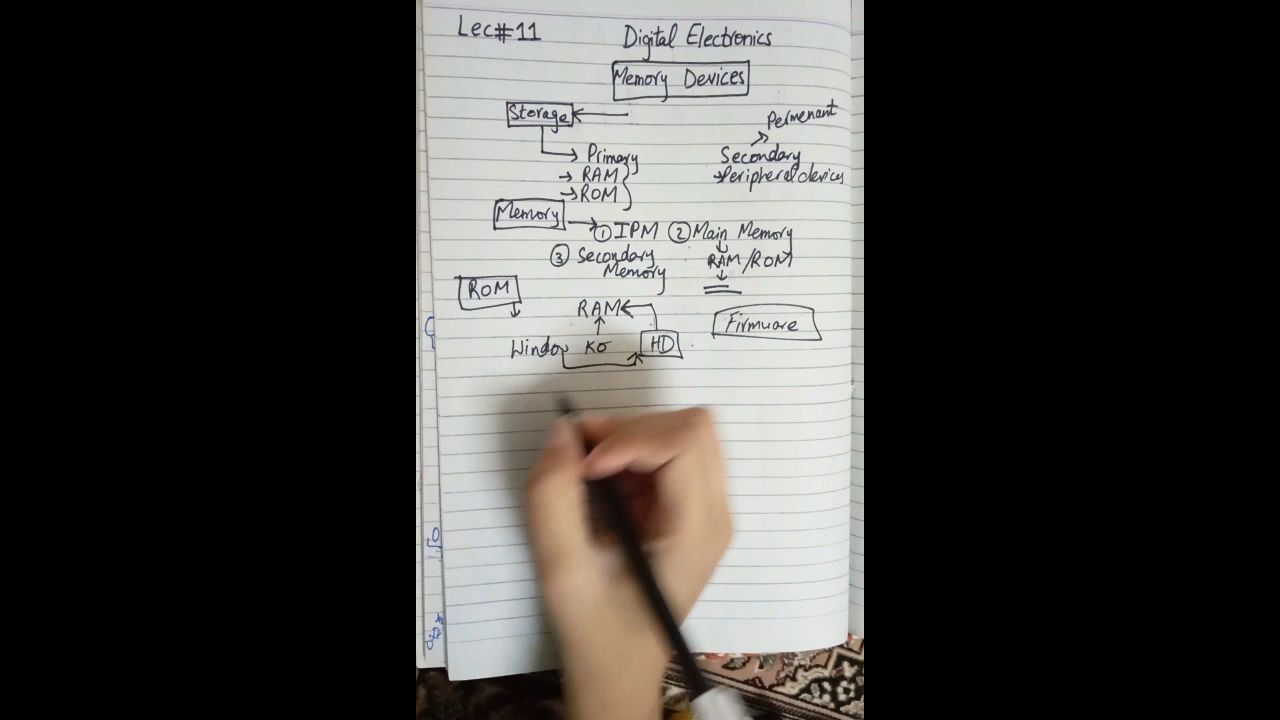 Lec#11
Digital Electronics
Memory Devices
Storage
Permenant
→ Primary
Secondary
→ RAM
→ Peripheral devices
→ ROM
Memory → ① IPM ② Main Memory
③ Secondary
Memory
RAM/ROM
ROM
RAM
Firmware
Window KO HD